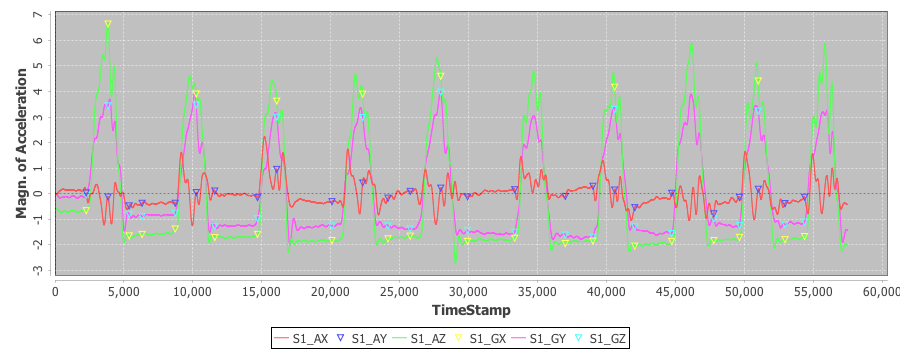 7
6
5
4
3
2
1
0
-1
-2
-3
Magn. of Acceleration
0 5,000 10,000 15,000 20,000 25,000 30,000 35,000 40,000 45,000 50,000 55,000 60,000
TimeStamp
S1_AX S1_AY S1_AZ S1_GX S1_GY S1_GZ